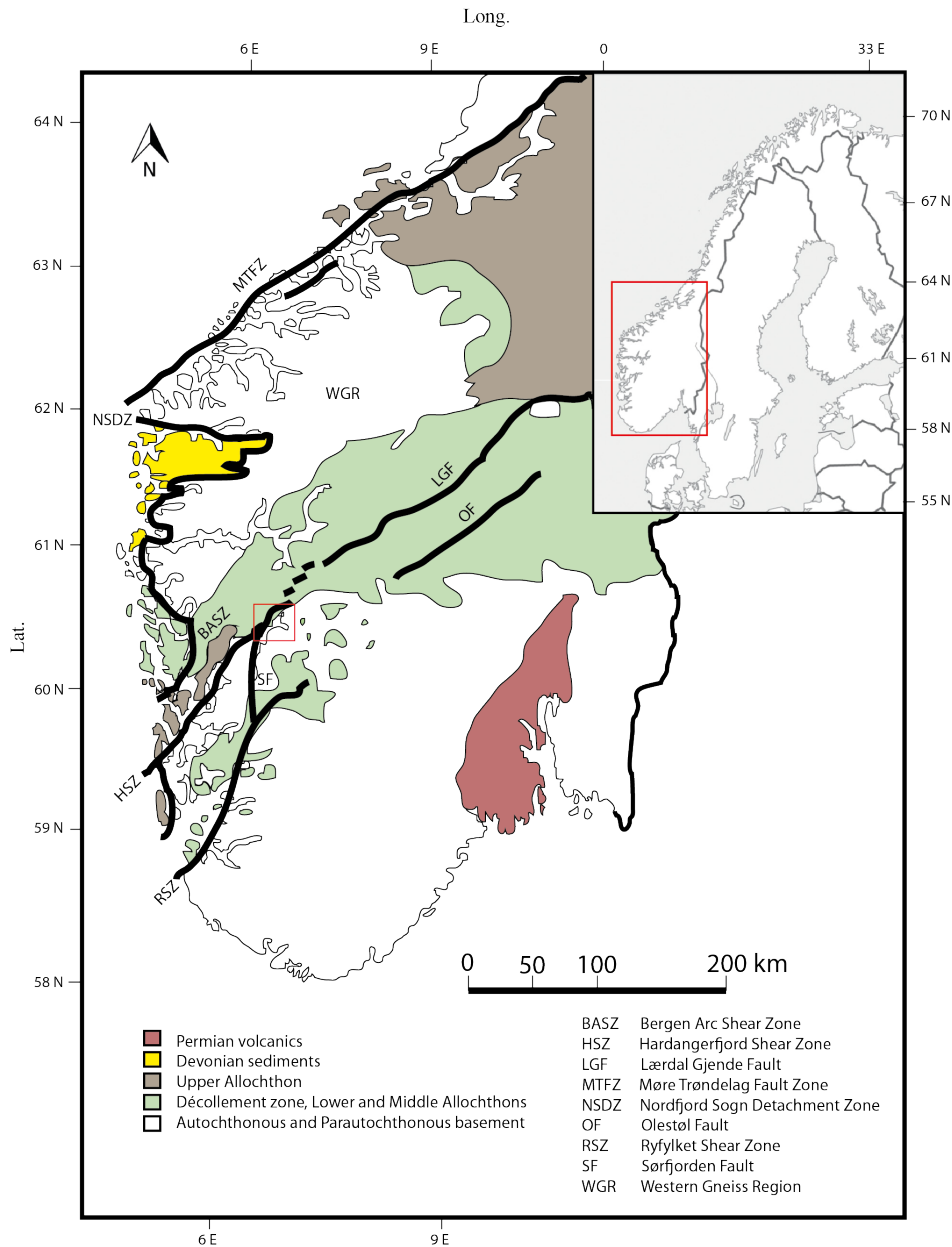 Long.
6 E 9 E 0 33 E
64 N
63 N
62 N
61 N
60 N
59 N
58 N
Lat.
70 N
67 N
64 N
61 N
58 N
55 N
N
MTFZ
WGR
NSDZ
LGF
OF
BASZ
SF
HSZ
RSZ
0 50 100 200 km
Permian volcanics
Devonian sediments
Upper Allochthon
Décollement zone, Lower and Middle Allochthons
Autochthonous and Parautochthonous basement
BASZ Bergen Arc Shear Zone
HSZ Hardangerfjord Shear Zone
LGF Lærdal Gjende Fault
MTFZ Møre Trøndelag Fault Zone
NSDZ Nordfjord Sogn Detachment Zone
OF Olestøl Fault
RSZ Ryfylket Shear Zone
SF Sørfjorden Fault
WGR Western Gneiss Region
6 E 9 E